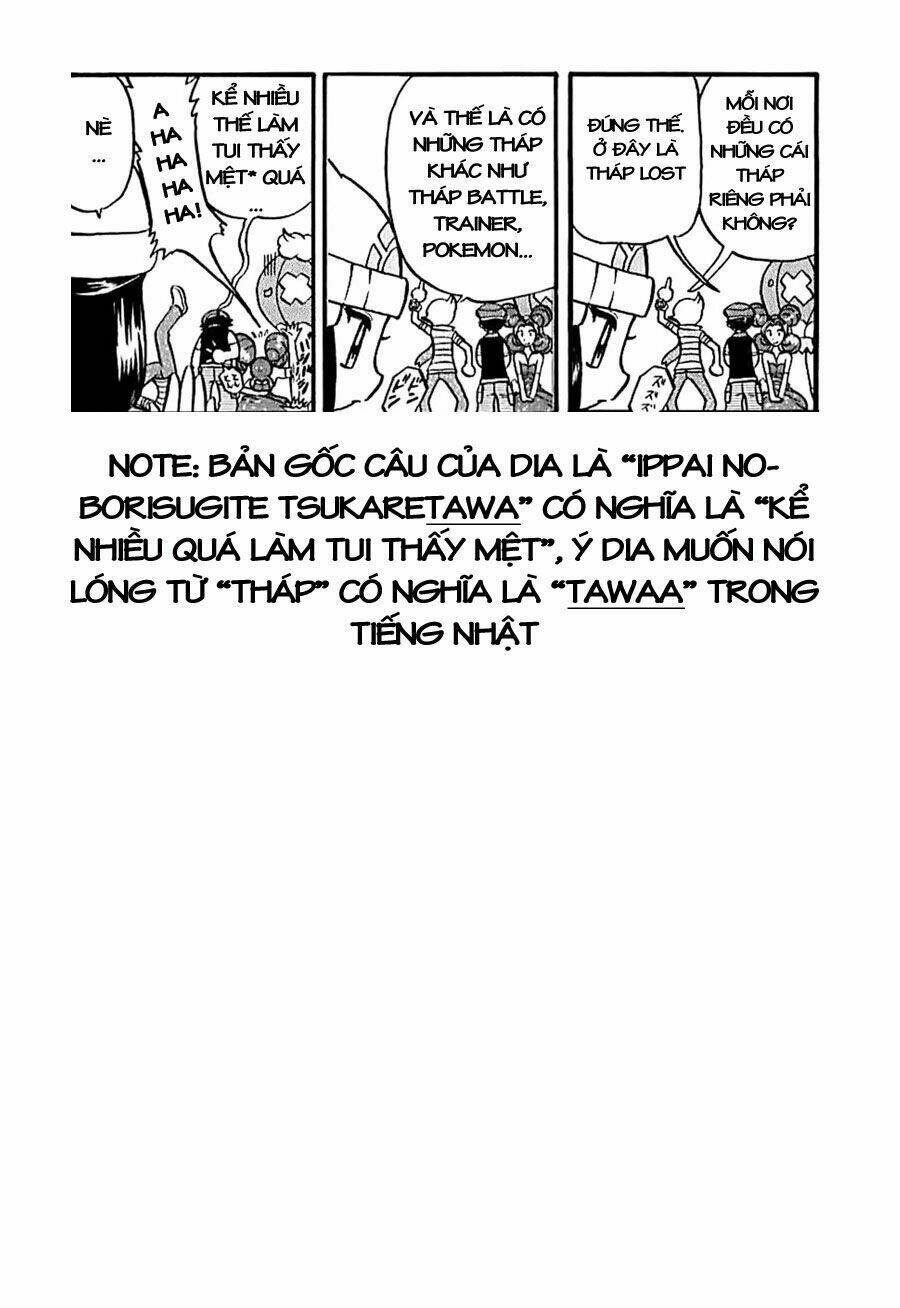 MỖI NƠI
ĐỀU CÓ
NHỮNG CÁI
THÁP
RIÊNG PHẢI
KHÔNG?
ĐÚNG THẾ.
Ở ĐÂY LÀ
THÁP LOST
VÀ THẾ LÀ CÓ
NHỮNG THÁP
KHÁC NHƯ
THÁP BATTLE,
TRAINER,
POKEMON...
KỂ NHIỀU
THẾ LÀM
TUI THẤY
MỆT* QUÁ
...
A
HA
HA
HA
HA!
NÈ
...
NOTE: BẢN GỐC CÂU CỦA DIA LÀ “IPPAI NO-
BORISUGITE TSUKARETAWA” CÓ NGHĨA LÀ “KỂ
NHIỀU QUÁ LÀM TUI THẤY MỆT”, Ý DIA MUỐN NÓI
LÓNG TỪ “THÁP” CÓ NGHĨA LÀ “TAWAA” TRONG
TIẾNG NHẬT